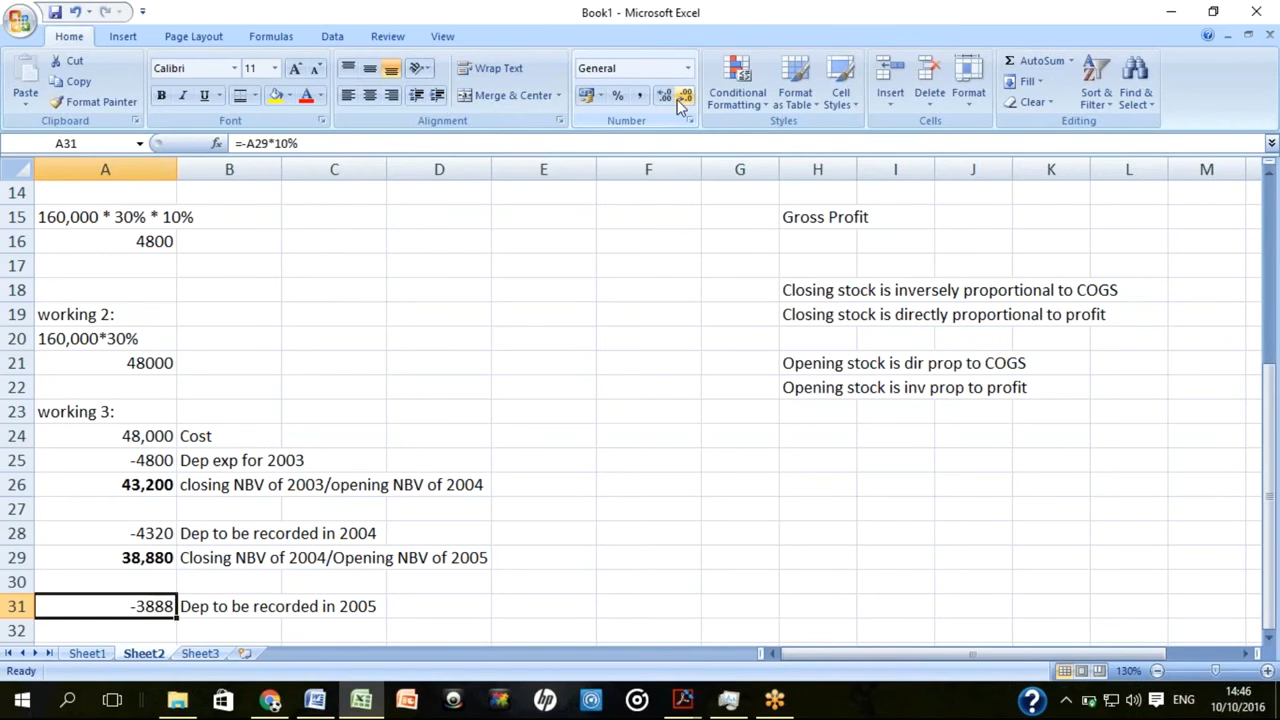 Book1 - Microsoft Excel
Home Insert Page Layout Formulas Data Review View
Cut
Copy
Format Painter
Paste
Clipboard
Calibri 11
B I U
Font
Wrap Text
Merge & Center
Alignment
General
% ,
Number
Conditional Formatting
Format as Table
Cell Styles
Styles
Insert
Delete
Format
Cells
AutoSum
Fill
Clear
Sort & Filter
Find & Select
Editing
A31 fx =-A29*10%
A B C D E F G H I J K L M
14
15 160,000 * 30% * 10% Gross Profit
16 4800
17
18 Closing stock is inversely proportional to COGS
19 working 2: Closing stock is directly proportional to profit
20 160,000*30%
21 48000 Opening stock is dir prop to COGS
22 Opening stock is inv prop to profit
23 working 3:
24 48,000 Cost
25 -4800 Dep exp for 2003
26 43,200 closing NBV of 2003/opening NBV of 2004
27
28 -4320 Dep to be recorded in 2004
29 38,880 Closing NBV of 2004/Opening NBV of 2005
30
31 -3888 Dep to be recorded in 2005
32
Sheet1 Sheet2 Sheet3
Ready 130%
ENG 14:46
10/10/2016